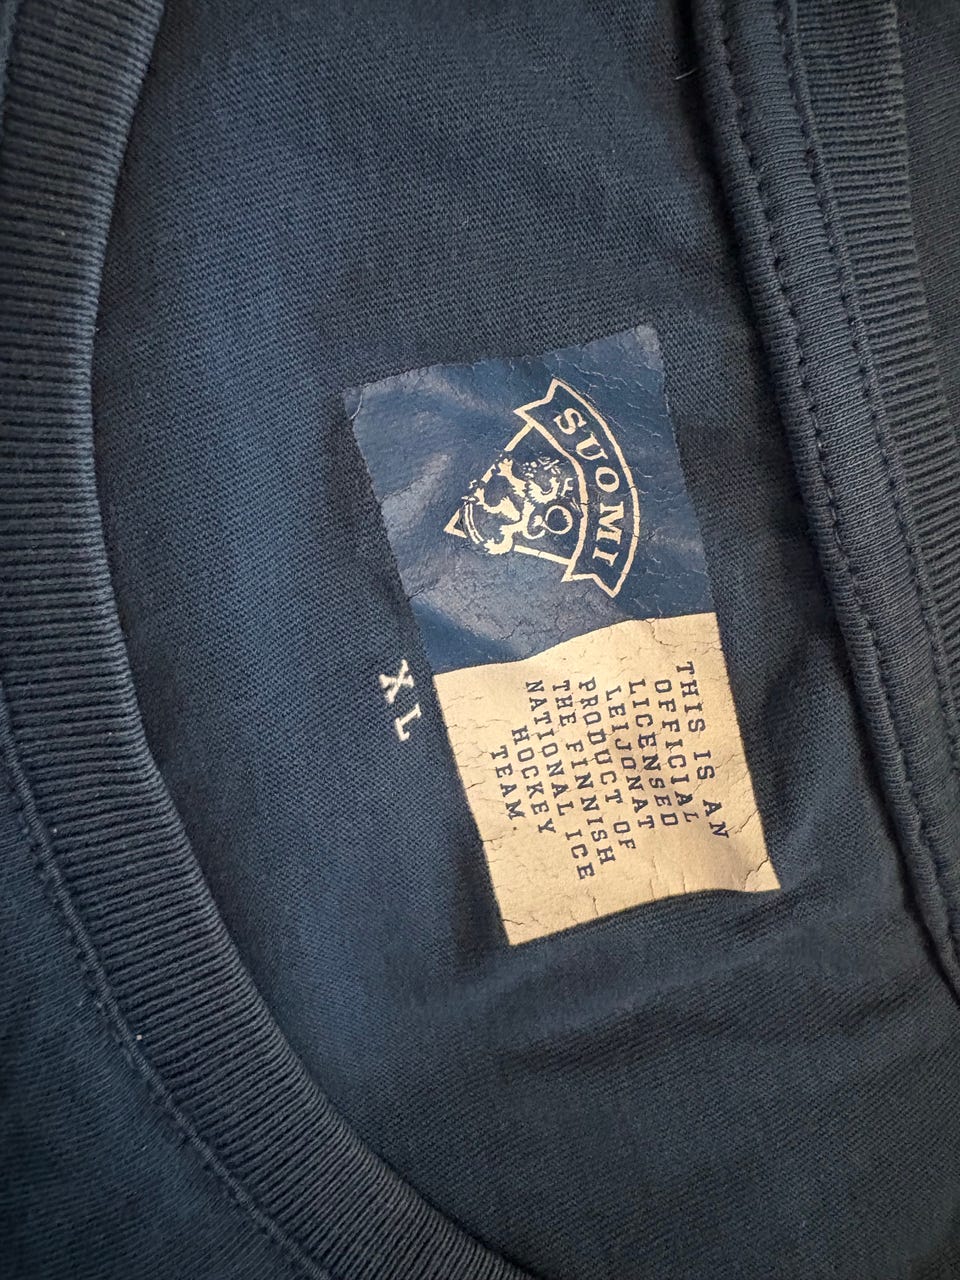 SUOMI
THIS IS AN
OFFICIAL
LICENSED
LEIJONAT
PRODUCT OF
THE FINNISH
NATIONAL ICE
HOCKEY
TEAM.
XL